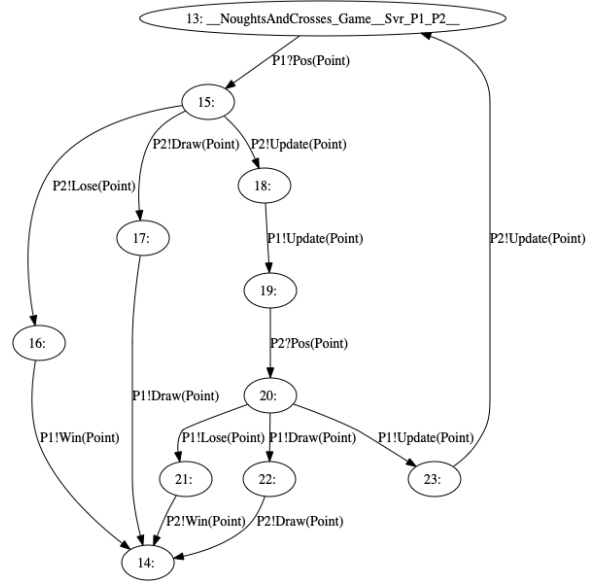 13: __NoughtsAndCrosses_Game__Svr_P1_P2__
P1?Pos(Point)
15:
P2!Lose(Point)
P2!Draw(Point)
P2!Update(Point)
18:
17:
P1!Update(Point)
P2!Update(Point)
19:
16:
P2?Pos(Point)
20:
P1!Draw(Point)
P1!Win(Point)
P1!Lose(Point)
P1!Draw(Point)
P1!Update(Point)
21:
22:
23:
P2!Win(Point)
P2!Draw(Point)
14: